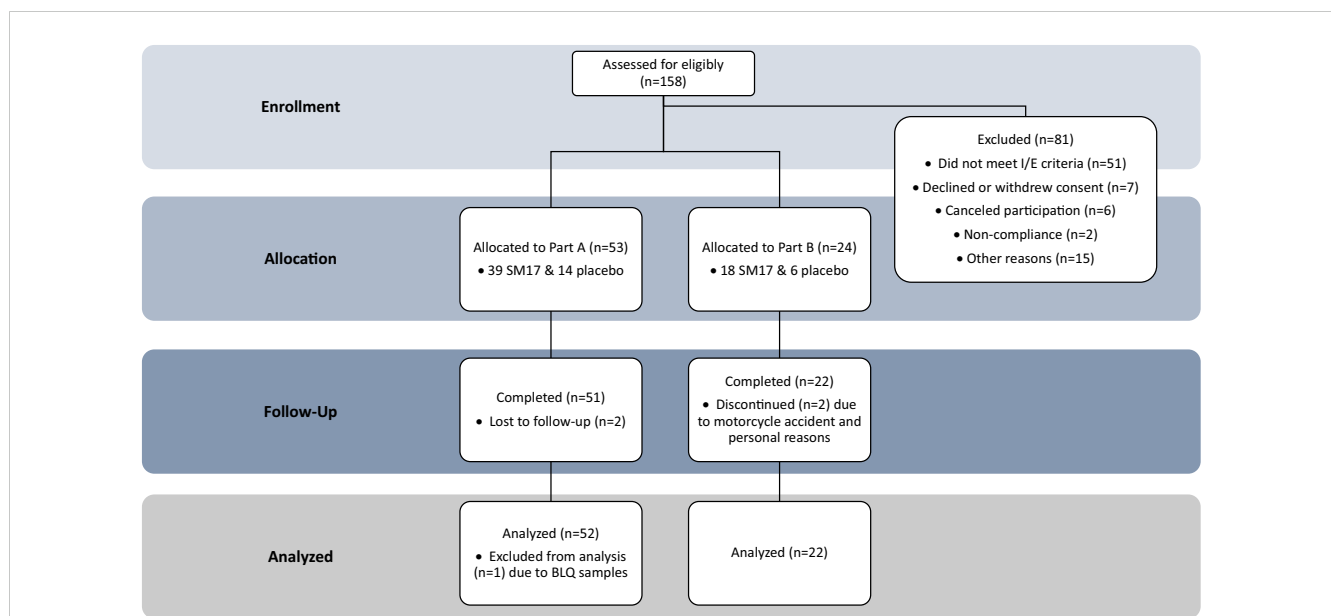 Assessed for eligibly
(n=158)
Enrollment
Excluded (n=81)
• Did not meet I/E criteria (n=51)
• Declined or withdrew consent (n=7)
• Canceled participation (n=6)
• Non-compliance (n=2)
• Other reasons (n=15)
Allocation
Allocated to Part A (n=53)
• 39 SM17 & 14 placebo
Allocated to Part B (n=24)
• 18 SM17 & 6 placebo
Follow-Up
Completed (n=51)
• Lost to follow-up (n=2)
Completed (n=22)
• Discontinued (n=2) due
to motorcycle accident and
personal reasons
Analyzed
Analyzed (n=52)
• Excluded from analysis
(n=1) due to BLQ samples
Analyzed (n=22)